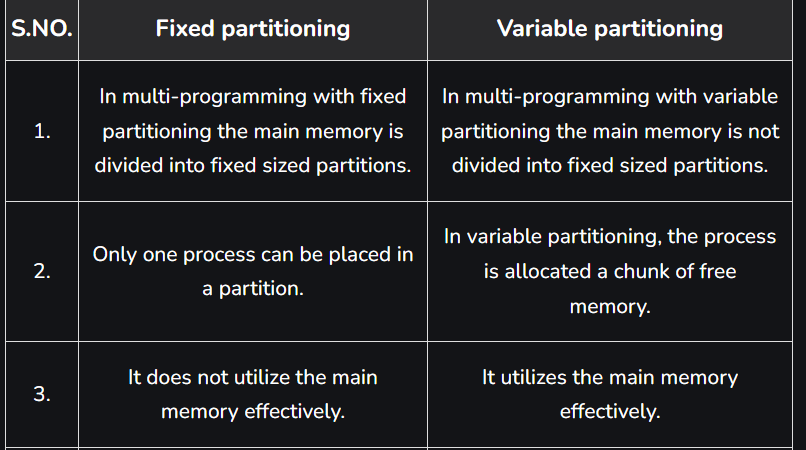 S.NO. Fixed partitioning Variable partitioning
In multi-programming with fixed
partitioning the main memory is
divided into fixed sized partitions.
In multi-programming with variable
partitioning the main memory is not
divided into fixed sized partitions.
1.
Only one process can be placed in
a partition.
In variable partitioning, the process
is allocated a chunk of free
memory.
2.
It does not utilize the main
memory effectively.
It utilizes the main memory
effectively.
3.